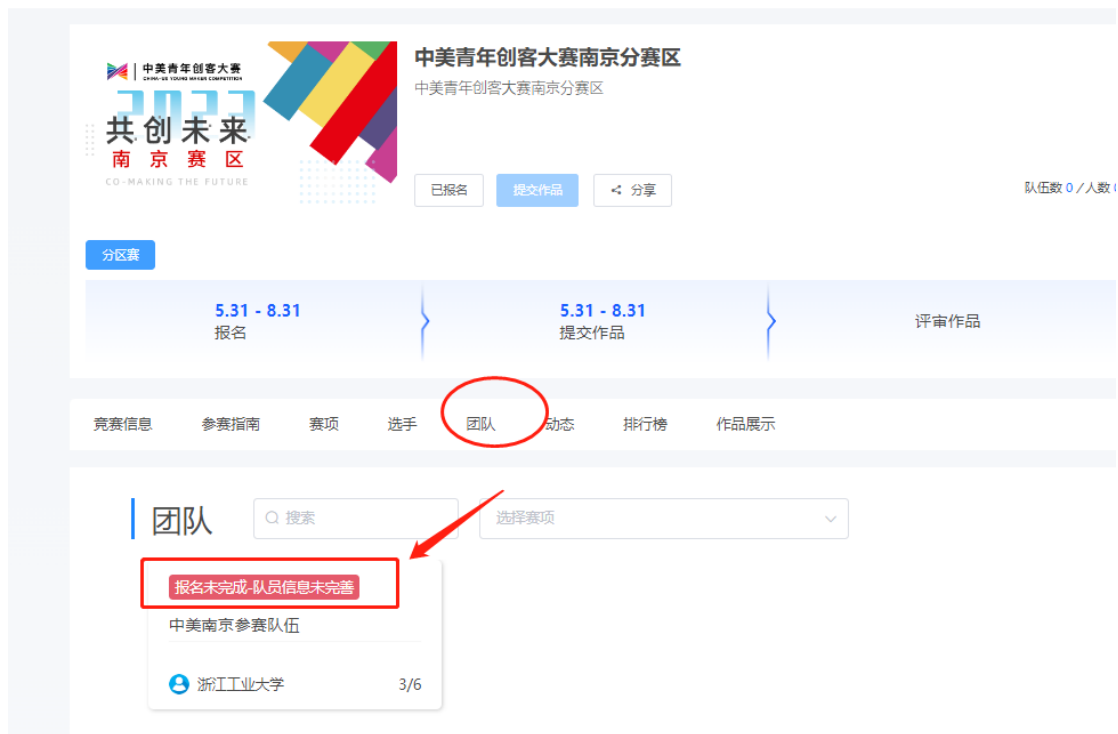 中美青年创客大赛南京分赛区
中美青年创客大赛南京分赛区
中美青年创客大赛
CHINA-US YOUNG MAKER COMPETITION
2023
共创未来
南京赛区
CO-MAKING THE FUTURE
已报名 提交作品 分享
队伍数 0 / 人数 0
分区赛
5.31 - 8.31
报名
5.31 - 8.31
提交作品
评审作品
竞赛信息 参赛指南 赛项 选手 团队 动态 排行榜 作品展示
团队 搜索 选择赛项
报名未完成-队员信息未完善
中美南京参赛队伍
浙江工业大学 3/6